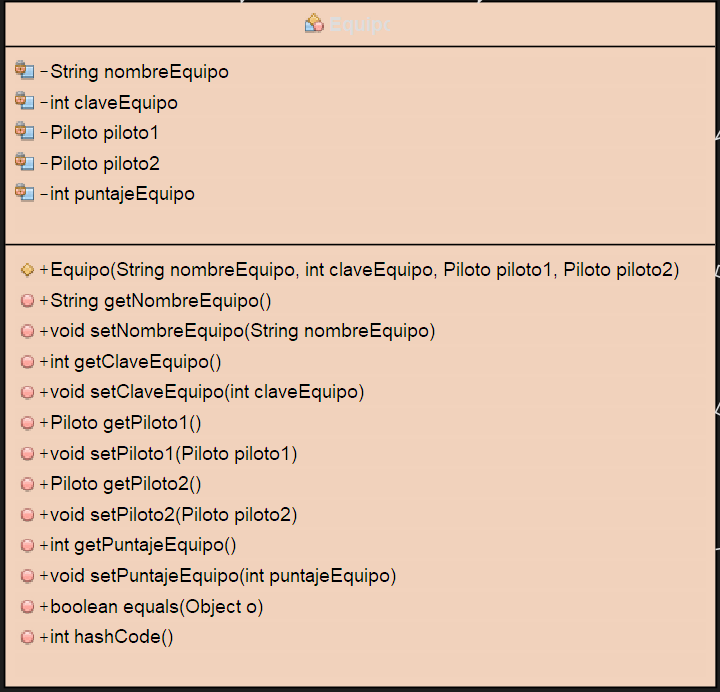 Equipo
-String nombreEquipo
-int claveEquipo
-Piloto piloto1
-Piloto piloto2
-int puntajeEquipo
+Equipo(String nombreEquipo, int claveEquipo, Piloto piloto1, Piloto piloto2)
+String getNombreEquipo()
+void setNombreEquipo(String nombreEquipo)
+int getClaveEquipo()
+void setClaveEquipo(int claveEquipo)
+Piloto getPiloto1()
+void setPiloto1(Piloto piloto1)
+Piloto getPiloto2()
+void setPiloto2(Piloto piloto2)
+int getPuntajeEquipo()
+void setPuntajeEquipo(int puntajeEquipo)
+boolean equals(Object o)
+int hashCode()